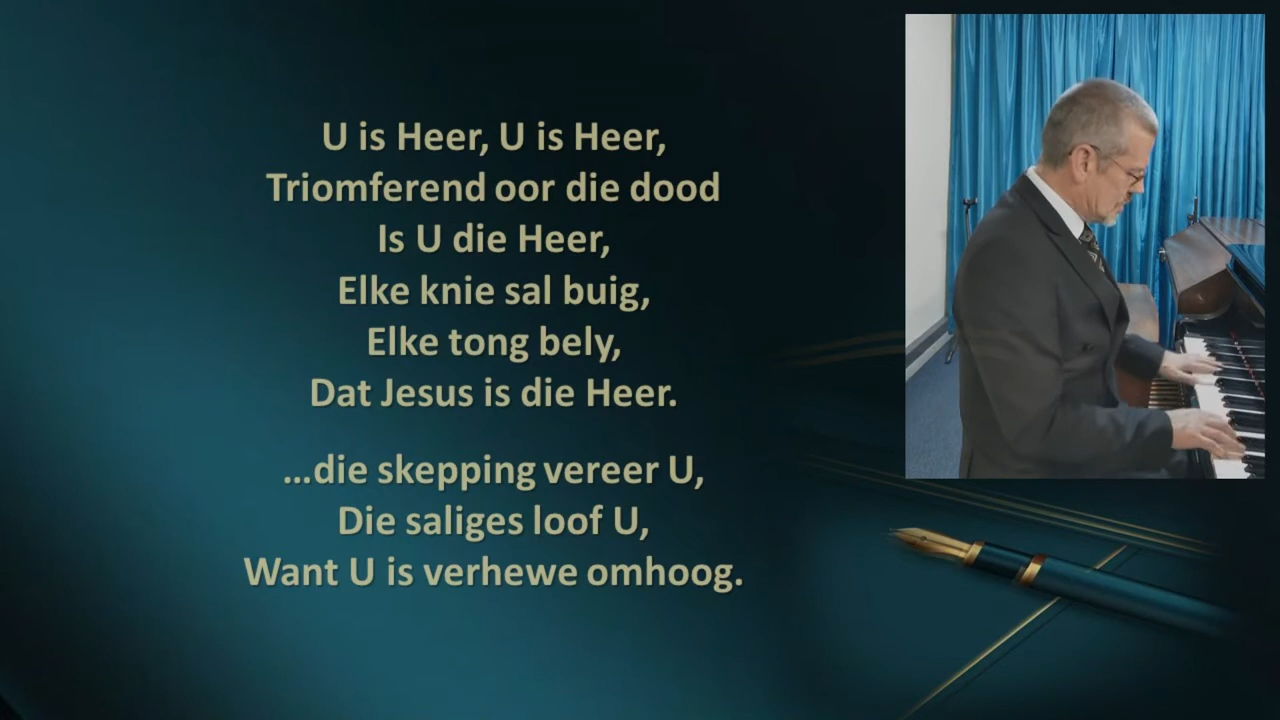 U is Heer, U is Heer,
Triomferend oor die dood
Is U die Heer,
Elke knie sal buig,
Elke tong bely,
Dat Jesus is die Heer.
...die skepping vereer U,
Die saliges loof U,
Want U is verhewe omhoog.